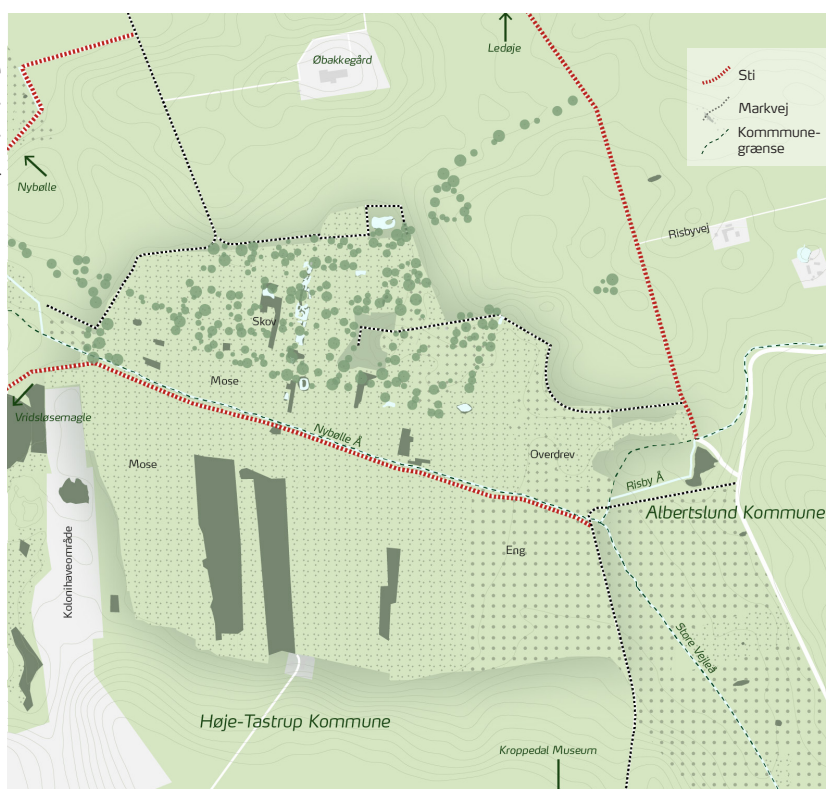 Ledøje
Øbakkegård
Sti
Markvej
Kommmune-
grænse
Nybølle
Risbyvej
Skov
Mose
D
Vridsløsemagle
Nybølle Å
Mose
Overdrev
Risby Å
Albertslund Kommune
Kolonihaveområde
Eng
Store Vejleå
Høje-Tastrup Kommune
Kroppedal Museum